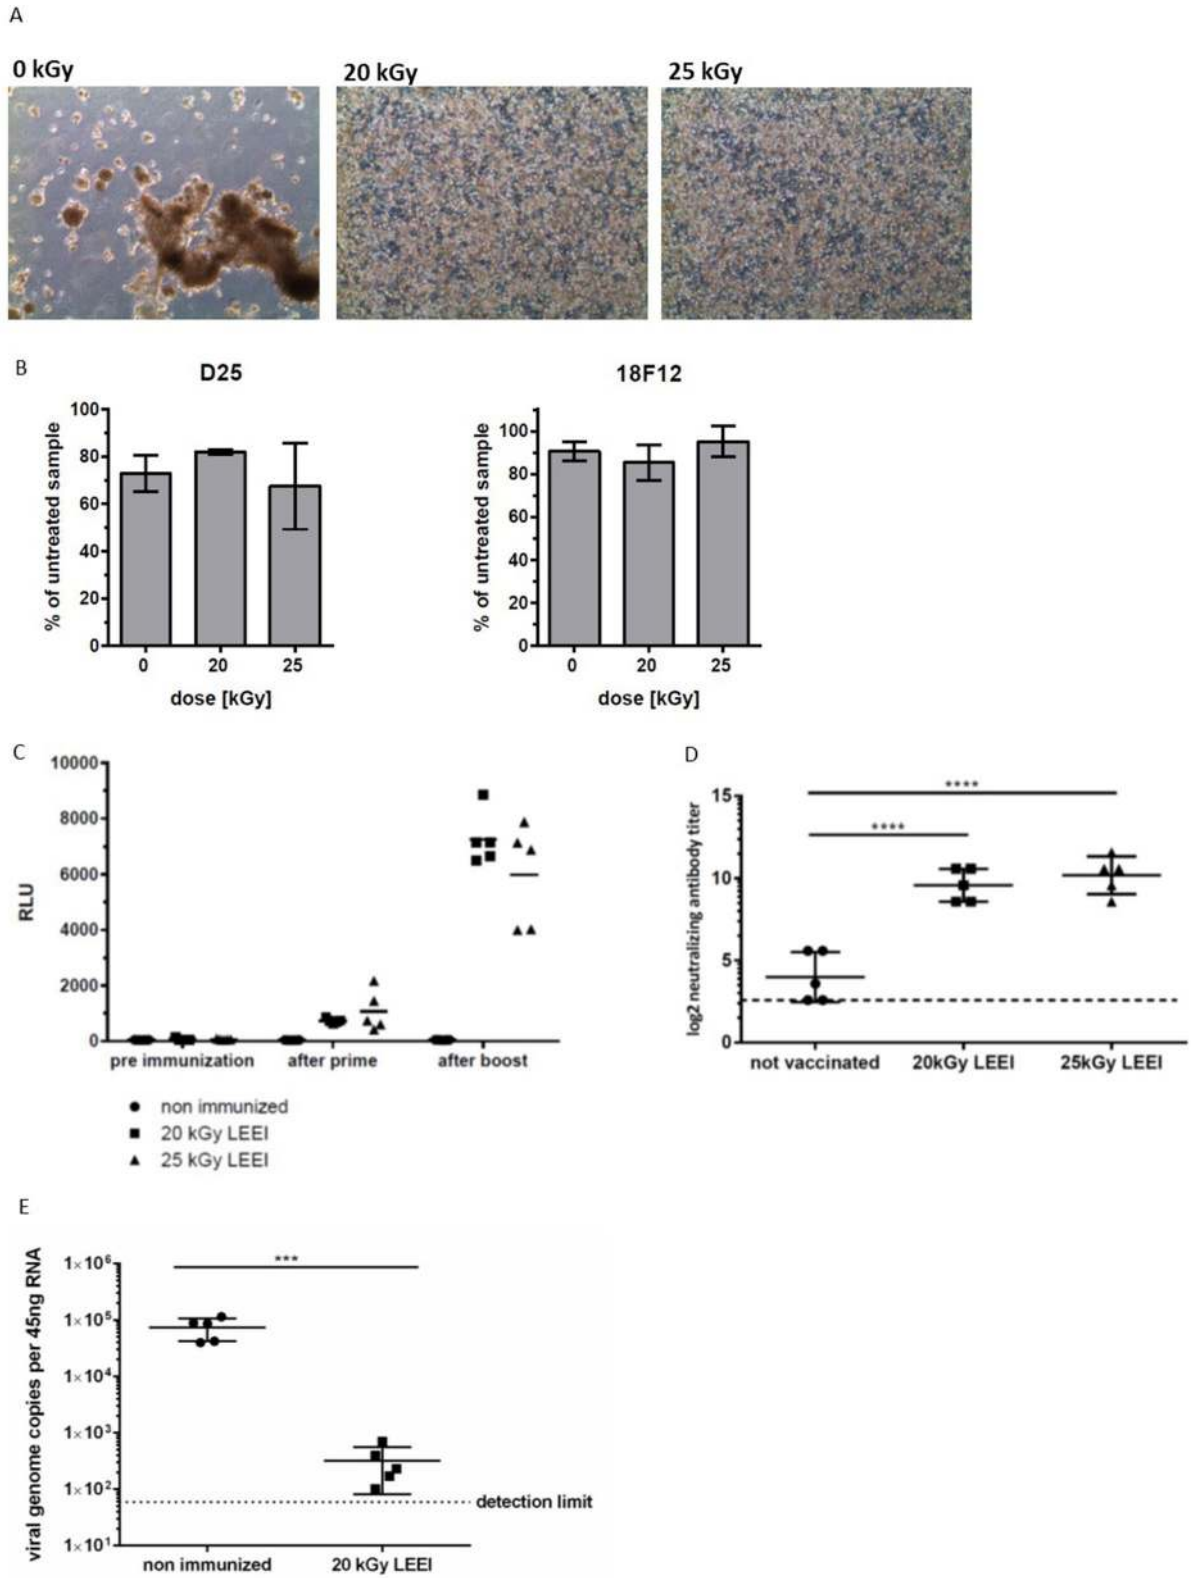 A
0 kGy
20 kGy
25 kGy
B
D25
18F12
% of untreated sample
100
80
60
40
20
0
0
20
25
dose [kGy]
% of untreated sample
100
80
60
40
20
0
0
20
25
dose [kGy]
C
RLU
10000
8000
6000
4000
2000
0
pre immunization
after prime
after boost
non immunized
20 kGy LEEI
25 kGy LEEI
D
log2 neutralizing antibody titer
15
10
5
0
****
****
not vaccinated
20kGy LEEI
25kGy LEEI
E
viral genome copies per 45ng RNA
1×10⁶
1×10⁵
1×10⁴
1×10³
1×10²
1×10¹
***
detection limit
non immunized
20 kGy LEEI